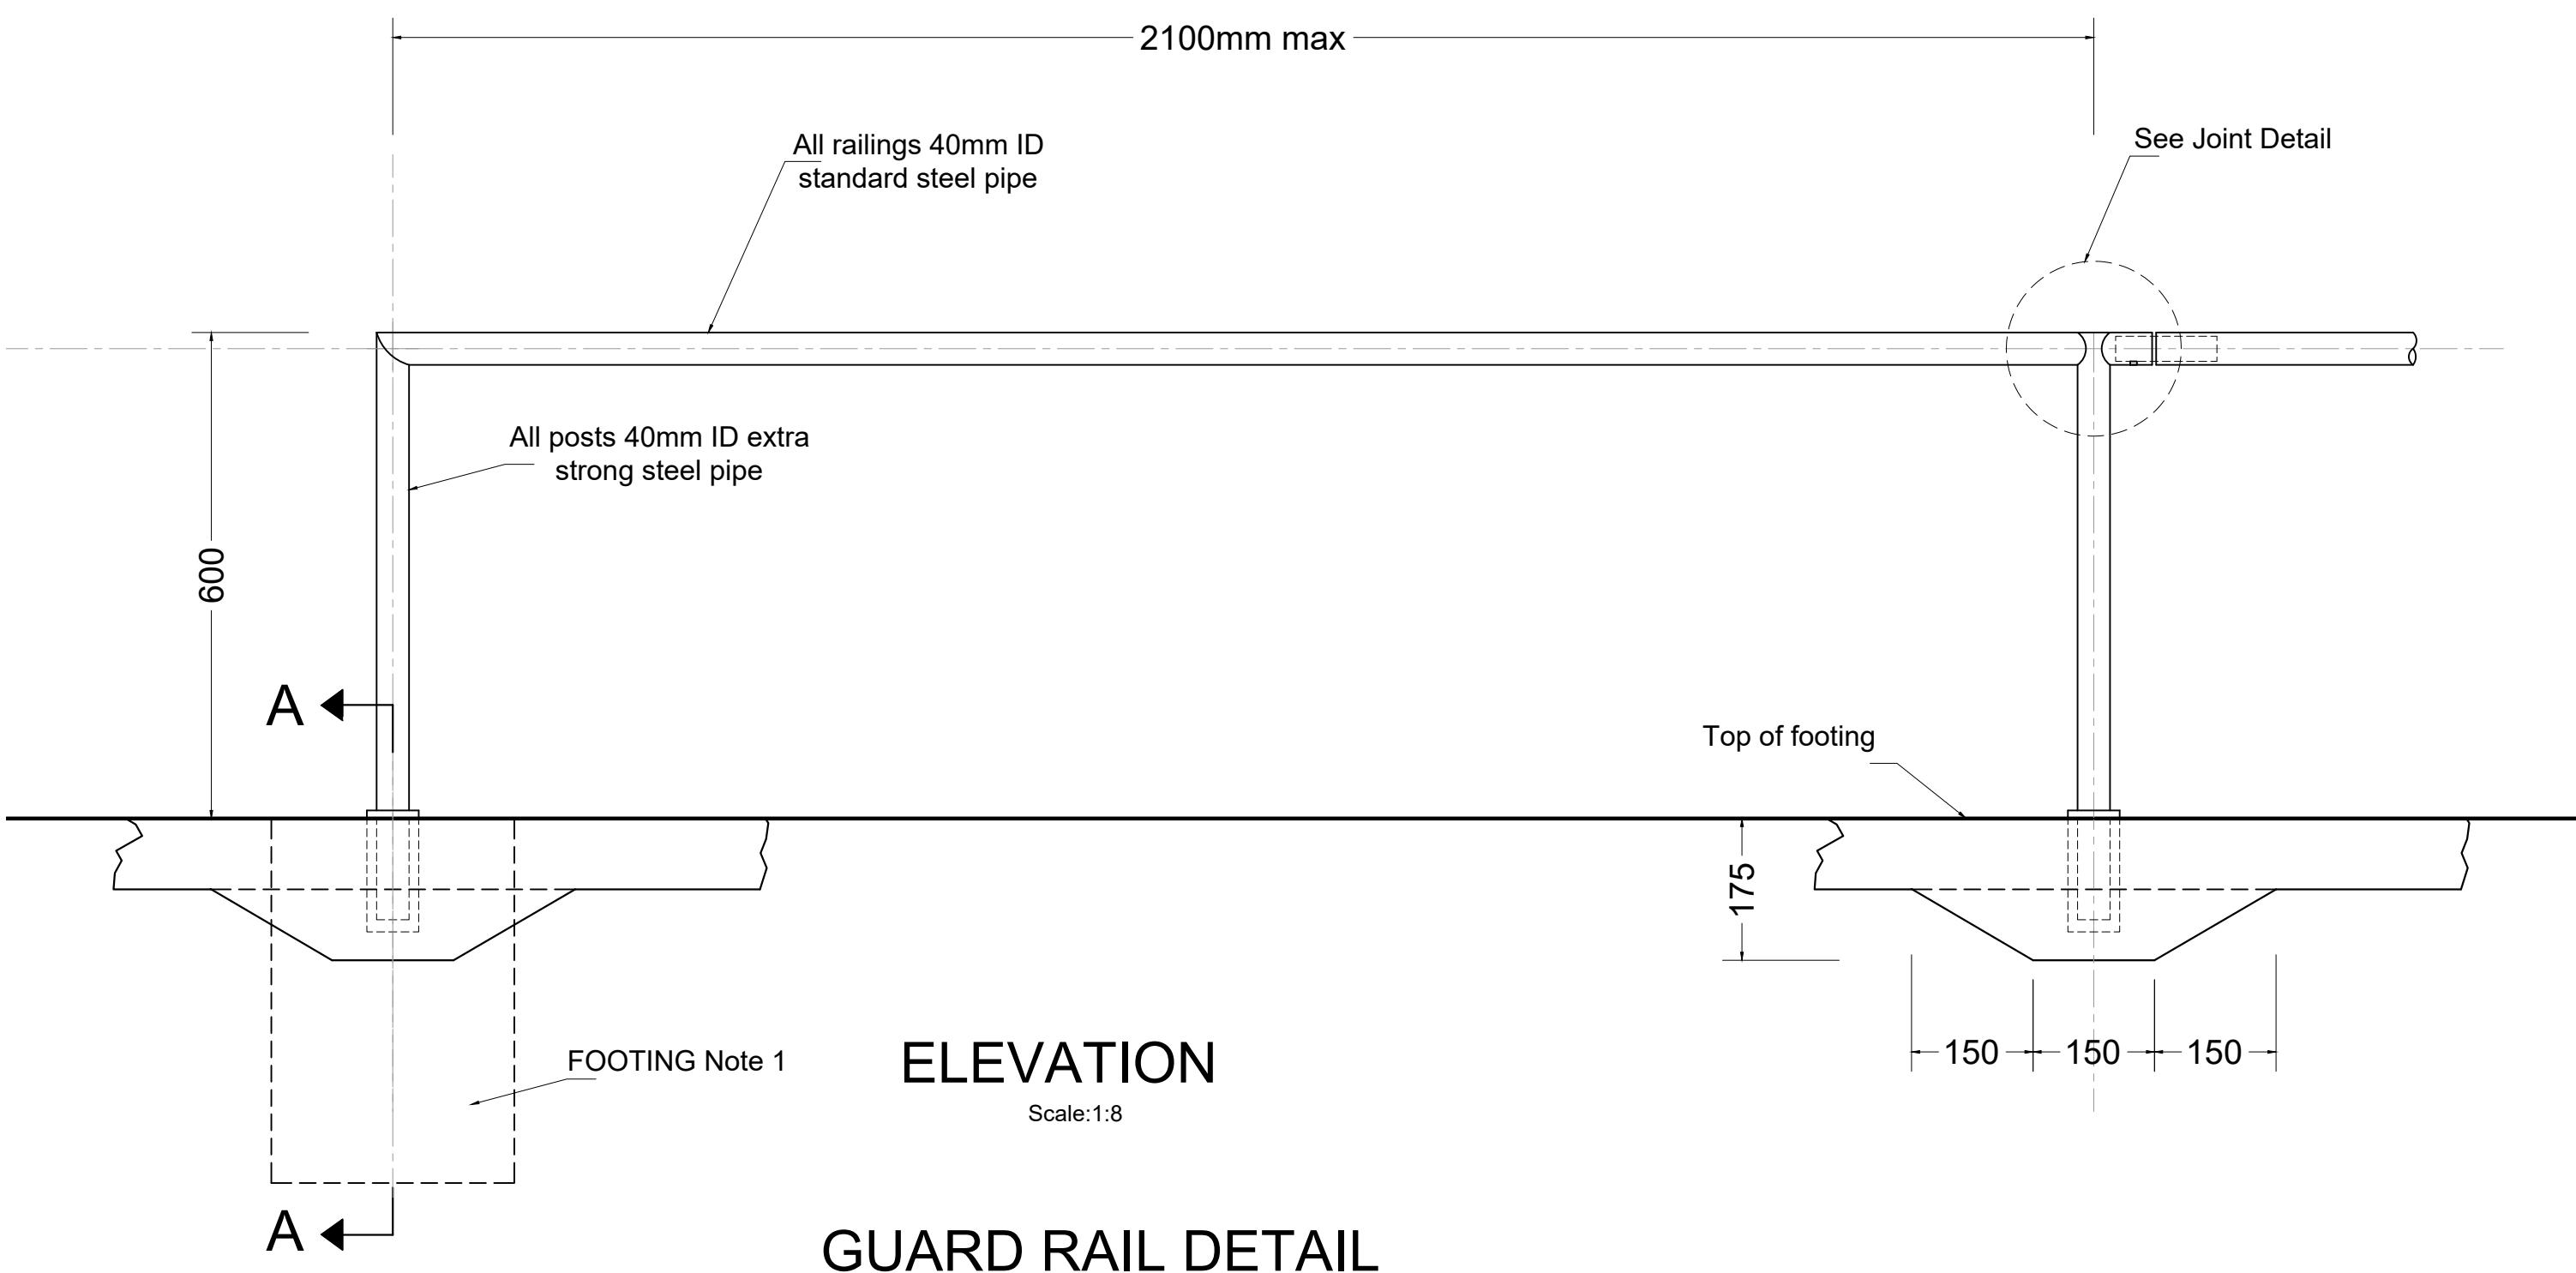 2100mm max
All railings 40mm ID
standard steel pipe
See Joint Detail
All posts 40mm ID extra
strong steel pipe
600
A
Top of footing
175
150
150
150
FOOTING Note 1
ELEVATION
Scale:1:8
A
GUARD RAIL DETAIL